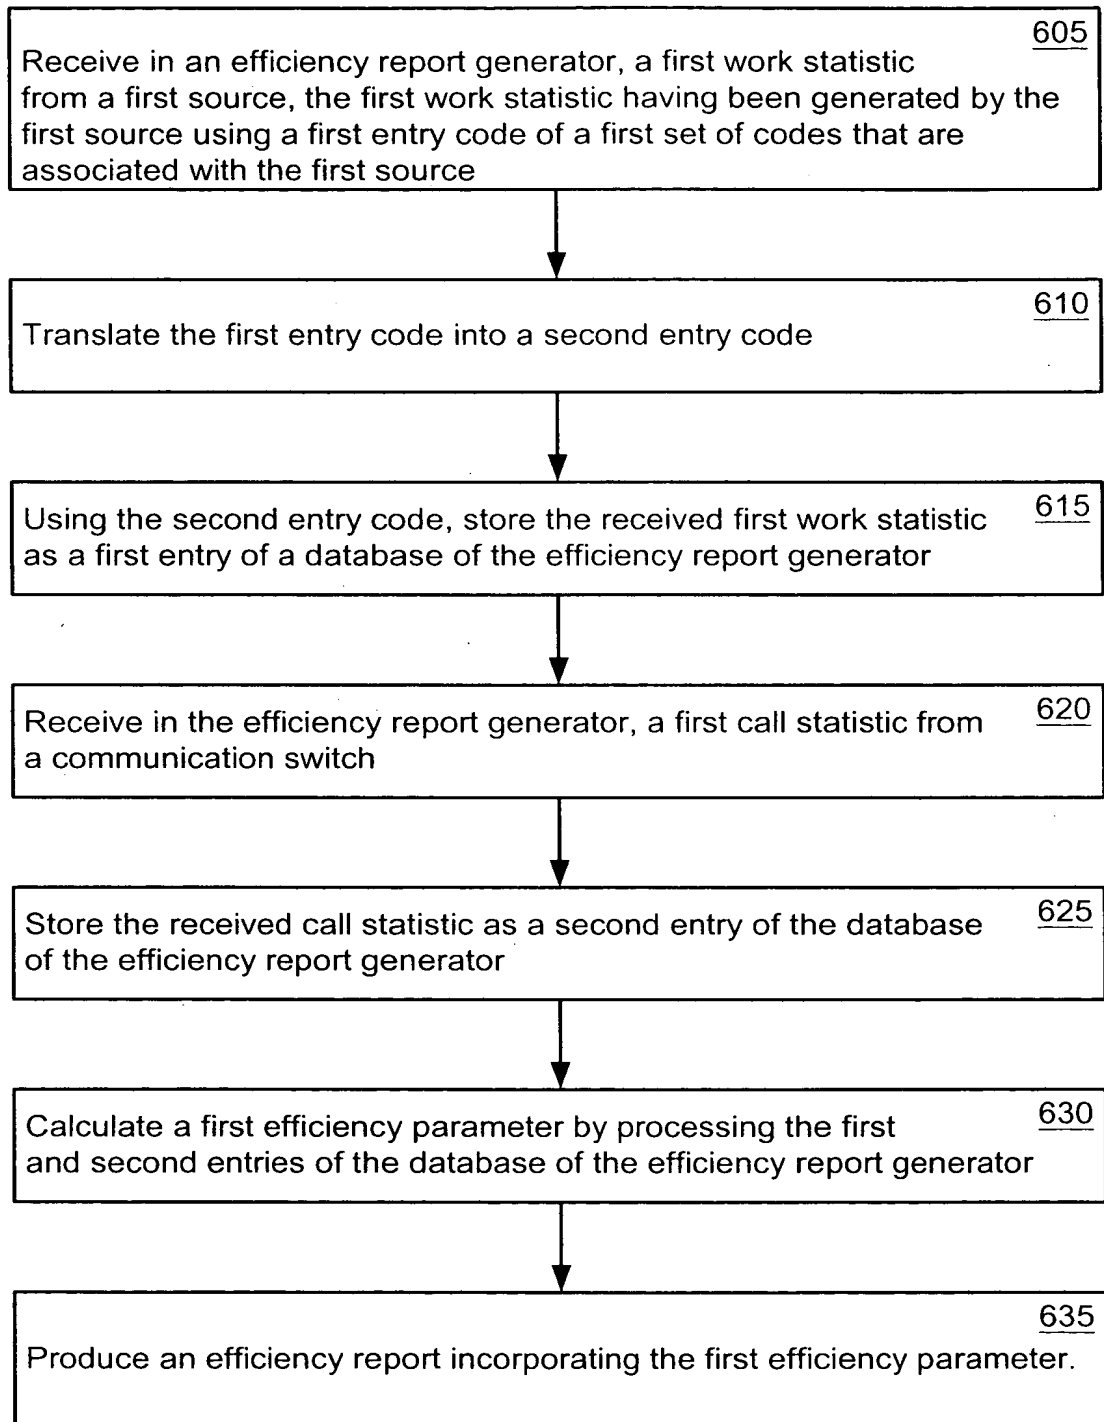 605
Receive in an efficiency report generator, a first work statistic
from a first source, the first work statistic having been generated by the
first source using a first entry code of a first set of codes that are
associated with the first source
610
Translate the first entry code into a second entry code
615
Using the second entry code, store the received first work statistic
as a first entry of a database of the efficiency report generator
620
Receive in the efficiency report generator, a first call statistic from
a communication switch
625
Store the received call statistic as a second entry of the database
of the efficiency report generator
630
Calculate a first efficiency parameter by processing the first
and second entries of the database of the efficiency report generator
635
Produce an efficiency report incorporating the first efficiency parameter.